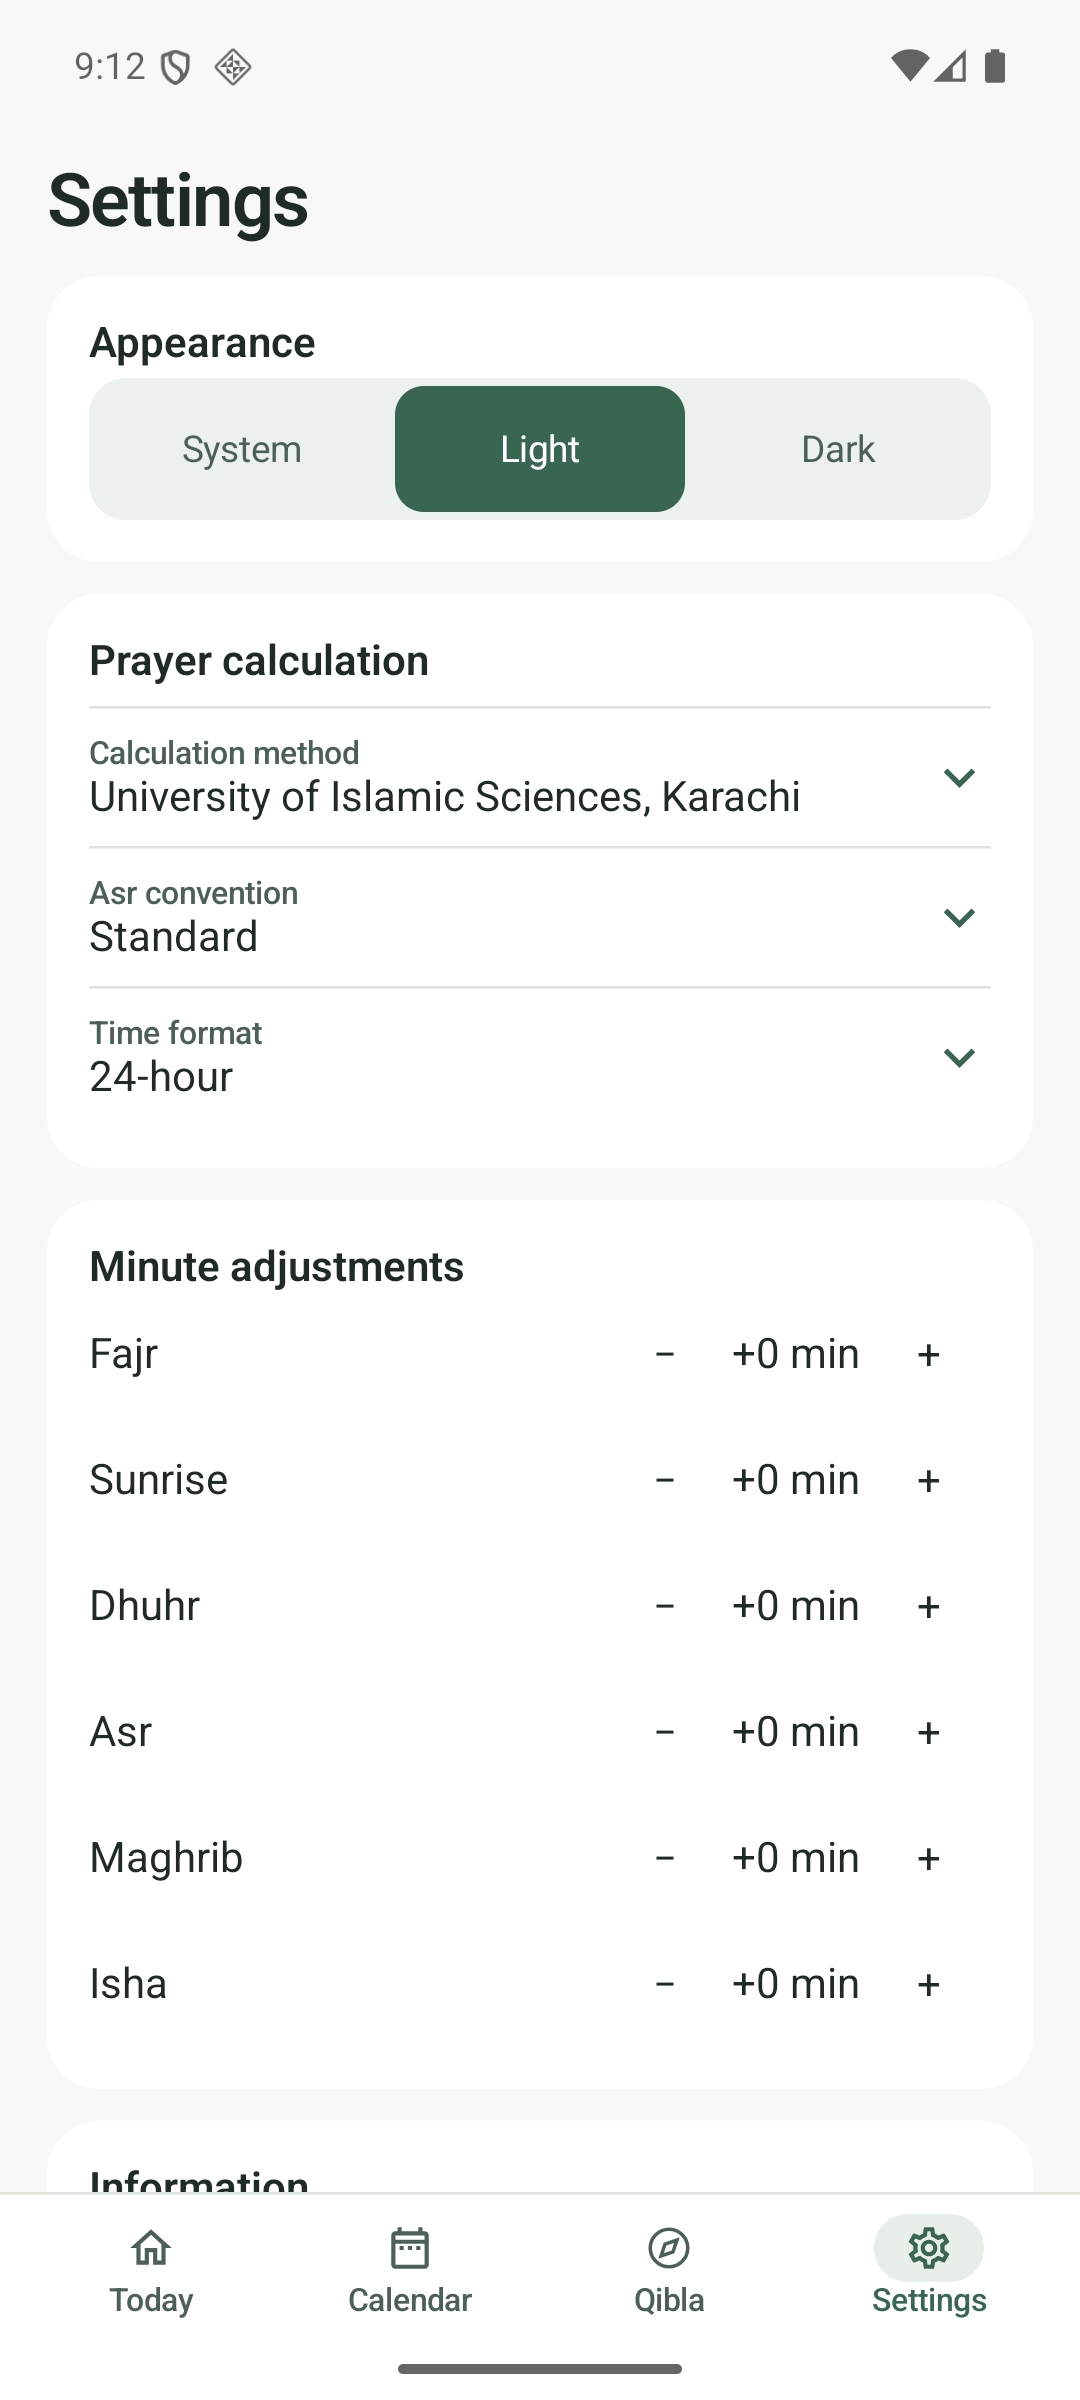 9:12
Settings
Appearance
System Light Dark
Prayer calculation
Calculation method
University of Islamic Sciences, Karachi
Asr convention
Standard
Time format
24-hour
Minute adjustments
Fajr − +0 min +
Sunrise − +0 min +
Dhuhr − +0 min +
Asr − +0 min +
Maghrib − +0 min +
Isha − +0 min +
Information
Today Calendar Qibla Settings